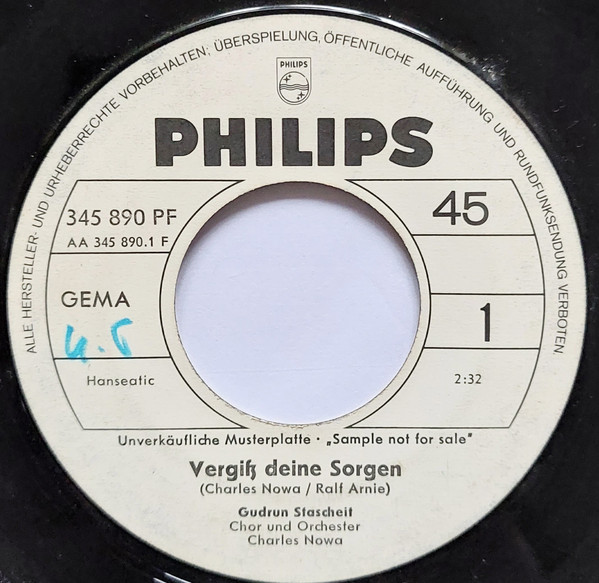 ALLE HERSTELLER- UND URHEBERRECHTE VORBEHALTEN; ÜBERSPIELUNG, ÖFFENTLICHE AUFFÜHRUNG UND RUNDFUNKSENDUNG VERBOTEN.
PHILIPS
PHILIPS
345 890 PF
AA 345 890.1 F
45
GEMA
1
Hanseatic
2:32
Unverkäufliche Musterplatte · „Sample not for sale"
Vergiß deine Sorgen
(Charles Nowa / Ralf Arnie)
Gudrun Stascheit
Chor und Orchester
Charles Nowa